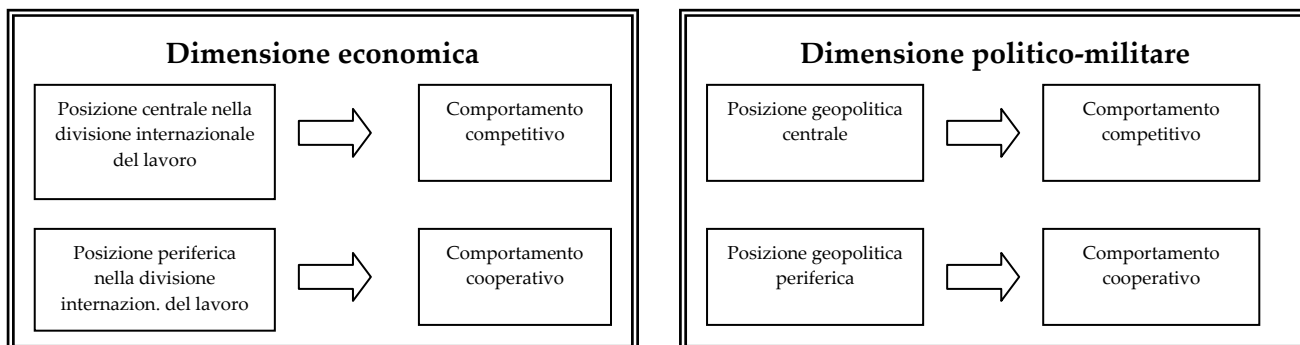 Dimensione economica
Posizione centrale nella
divisione internazionale
del lavoro
Comportamento
competitivo
Posizione periferica
nella divisione
internazion. del lavoro
Comportamento
cooperativo
Dimensione politico-militare
Posizione geopolitica
centrale
Comportamento
competitivo
Posizione geopolitica
periferica
Comportamento
cooperativo